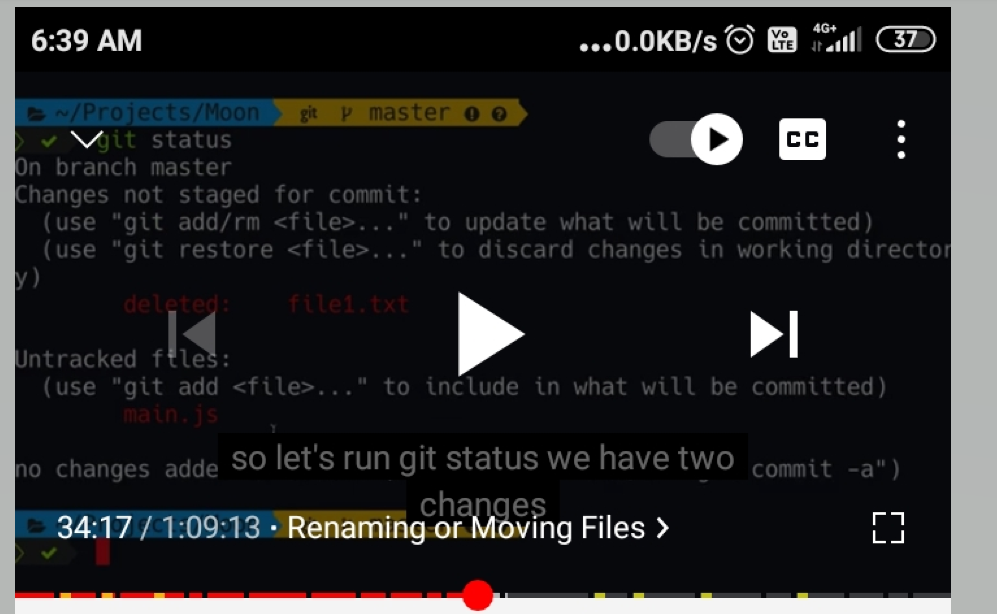 6:39 AM ...0.0KB/s Vo LTE 4G+ 37
~/Projects/Moon git master
git status
CC
On branch master
Changes not staged for commit:
(use "git add/rm <file>..." to update what will be committed)
(use "git restore <file>..." to discard changes in working director
y)
deleted: file1.txt
Untracked files:
(use "git add <file>..." to include in what will be committed)
main.js
no changes adde commit -a")
so let's run git status we have two
changes
34:17 / 1:09:13 · Renaming or Moving Files >